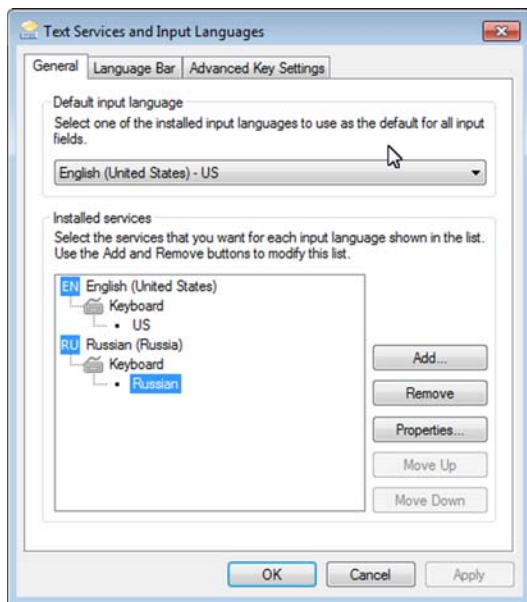 Text Services and Input Languages
General Language Bar Advanced Key Settings
Default input language
Select one of the installed input languages to use as the default for all input
fields.
English (United States) - US
Installed services
Select the services that you want for each input language shown in the list.
Use the Add and Remove buttons to modify this list.
EN English (United States)
Keyboard
US
RU Russian (Russia)
Keyboard
Russian
Add...
Remove
Properties...
Move Up
Move Down
OK Cancel Apply